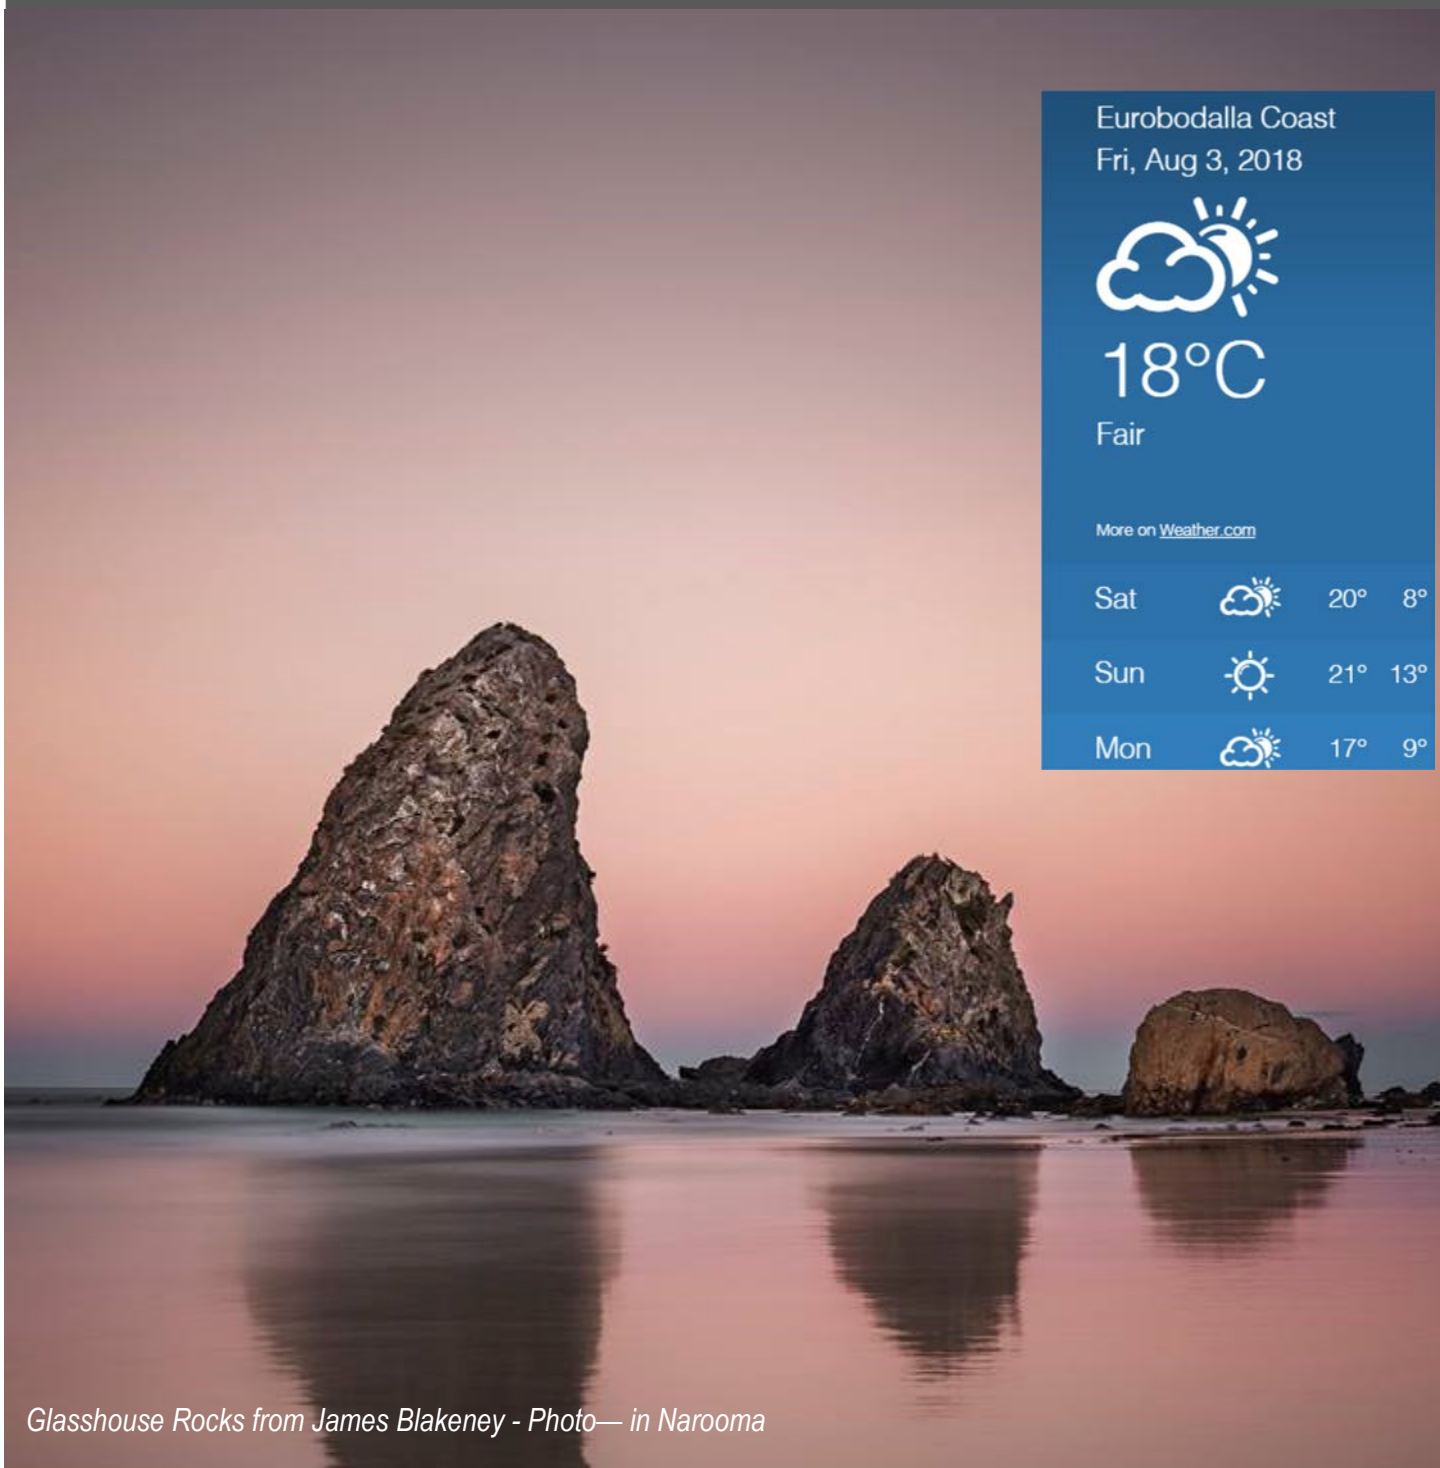 Eurobodalla Coast
Fri, Aug 3, 2018
18°C
Fair
More on Weather.com
Sat 20° 8°
Sun 21° 13°
Mon 17° 9°
Glasshouse Rocks from James Blakeney - Photo— in Narooma